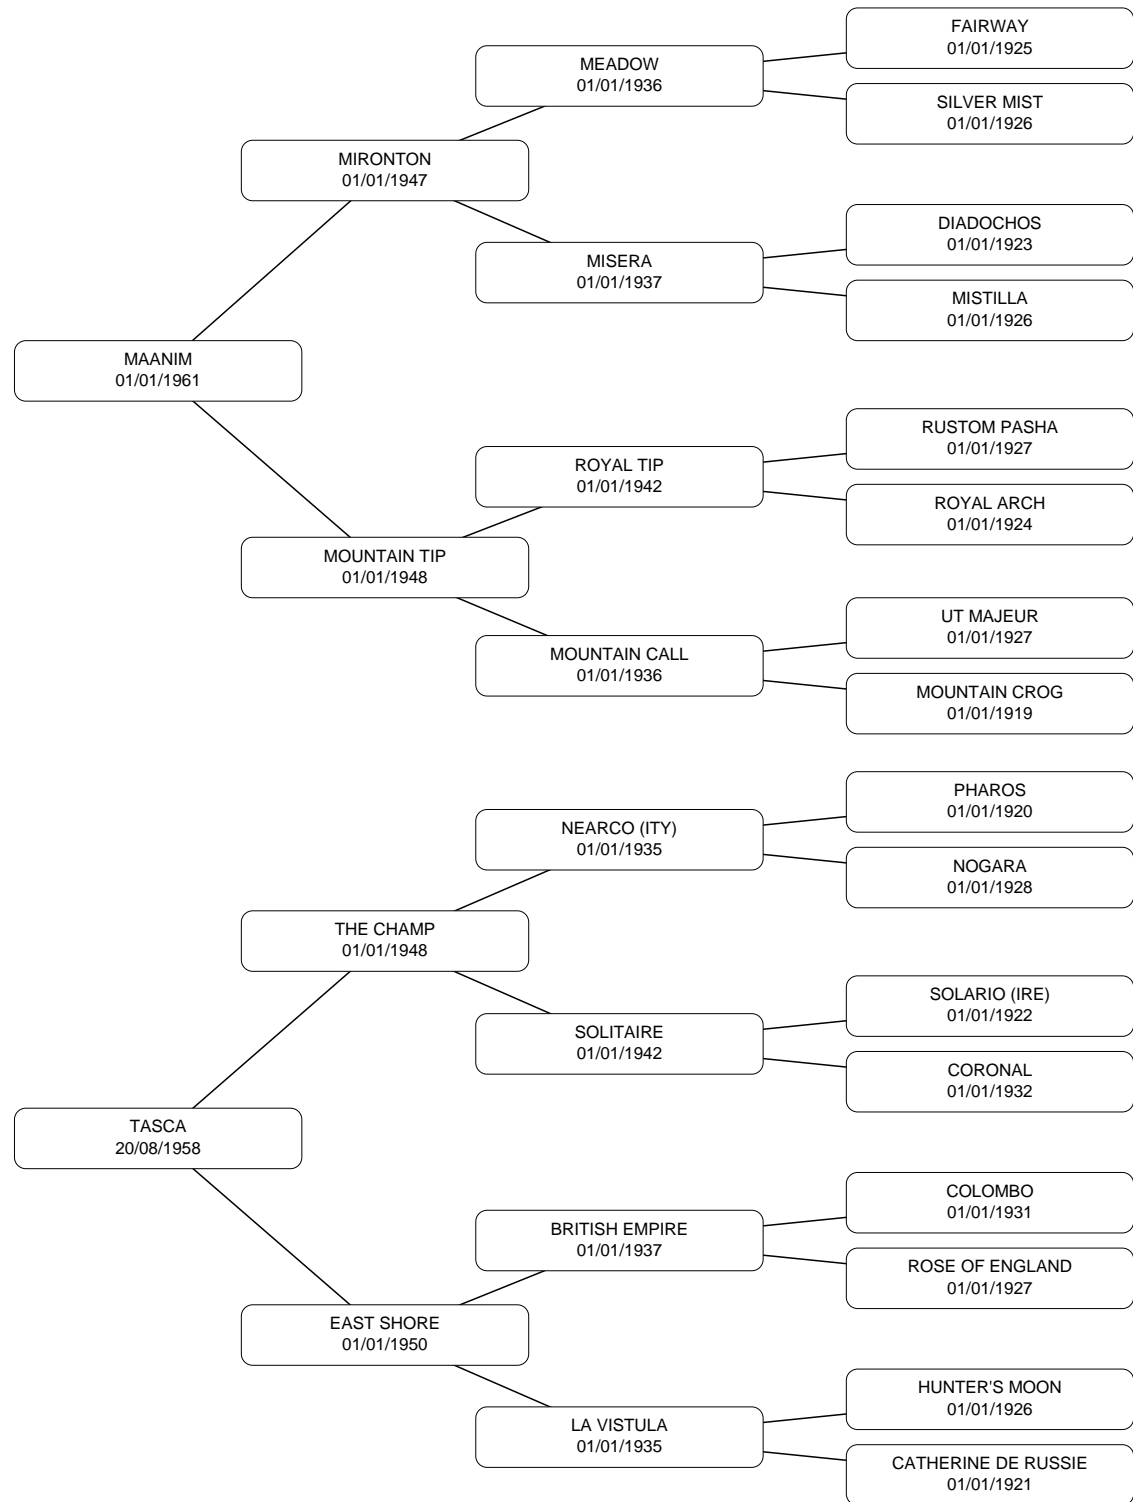 FAIRWAY
01/01/1925
MEADOW
01/01/1936
SILVER MIST
01/01/1926
MIRONTON
01/01/1947
DIADOCHOS
01/01/1923
MISERA
01/01/1937
MISTILLA
01/01/1926
MAANIM
01/01/1961
RUSTOM PASHA
01/01/1927
ROYAL TIP
01/01/1942
ROYAL ARCH
01/01/1924
MOUNTAIN TIP
01/01/1948
UT MAJEUR
01/01/1927
MOUNTAIN CALL
01/01/1936
MOUNTAIN CROG
01/01/1919
PHAROS
01/01/1920
NEARCO (ITY)
01/01/1935
NOGARA
01/01/1928
THE CHAMP
01/01/1948
SOLARIO (IRE)
01/01/1922
SOLITAIRE
01/01/1942
CORONAL
01/01/1932
TASCA
20/08/1958
COLOMBO
01/01/1931
BRITISH EMPIRE
01/01/1937
ROSE OF ENGLAND
01/01/1927
EAST SHORE
01/01/1950
HUNTER'S MOON
01/01/1926
LA VISTULA
01/01/1935
CATHERINE DE RUSSIE
01/01/1921